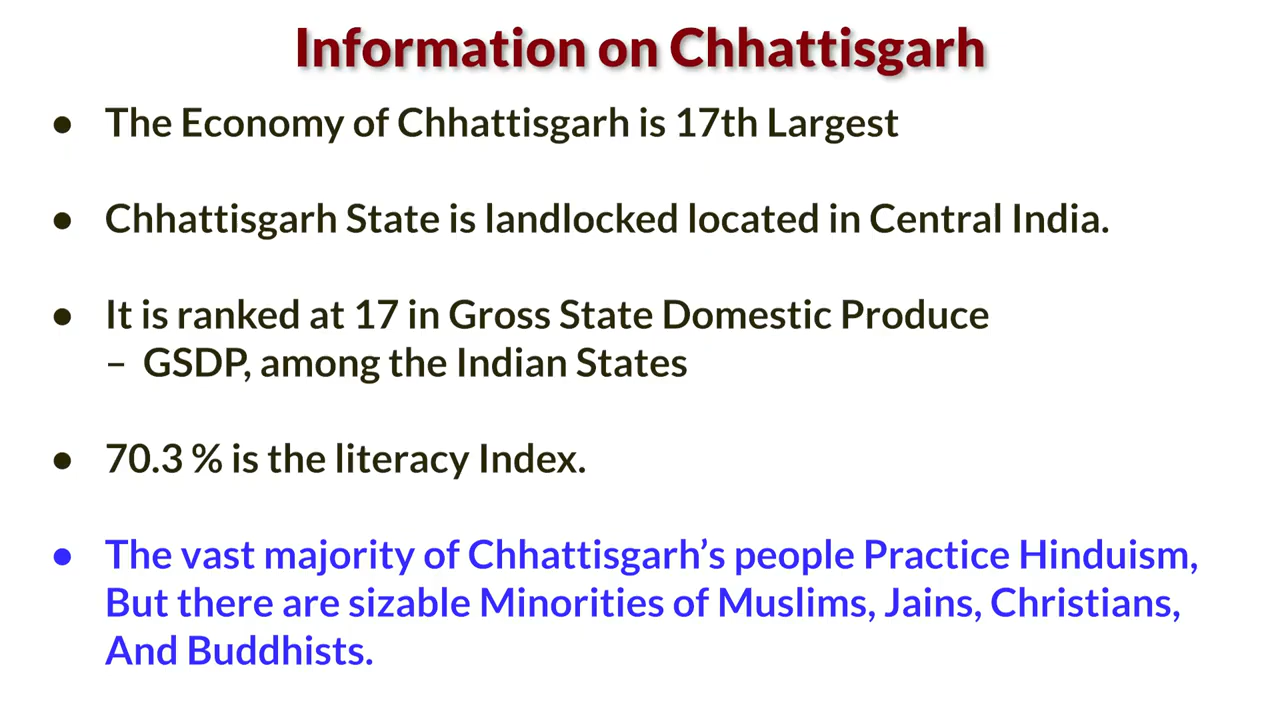 Information on Chhattisgarh
● The Economy of Chhattisgarh is 17th Largest
● Chhattisgarh State is landlocked located in Central India.
● It is ranked at 17 in Gross State Domestic Produce
– GSDP, among the Indian States
● 70.3 % is the literacy Index.
● The vast majority of Chhattisgarh’s people Practice Hinduism,
But there are sizable Minorities of Muslims, Jains, Christians,
And Buddhists.